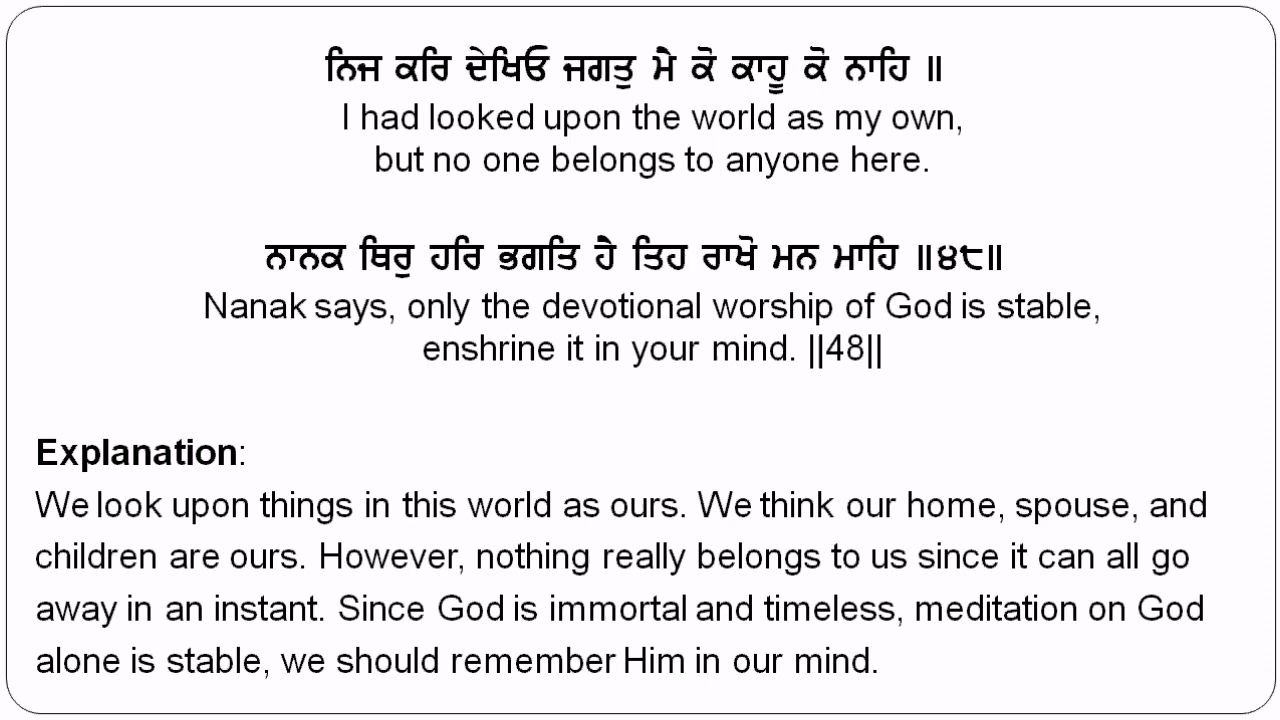 ਨਿਜ ਕਰਿ ਦੇਖਿਓ ਜਗਤੁ ਮੈ ਕੋ ਕਾਹੂ ਕੋ ਨਾਹਿ ॥
I had looked upon the world as my own,
but no one belongs to anyone here.
ਨਾਨਕ ਥਿਰੁ ਹਰਿ ਭਗਤਿ ਹੈ ਤਿਹ ਰਾਖੋ ਮਨ ਮਾਹਿ ॥੪੮॥
Nanak says, only the devotional worship of God is stable,
enshrine it in your mind. ||48||
Explanation:
We look upon things in this world as ours. We think our home, spouse, and
children are ours. However, nothing really belongs to us since it can all go
away in an instant. Since God is immortal and timeless, meditation on God
alone is stable, we should remember Him in our mind.